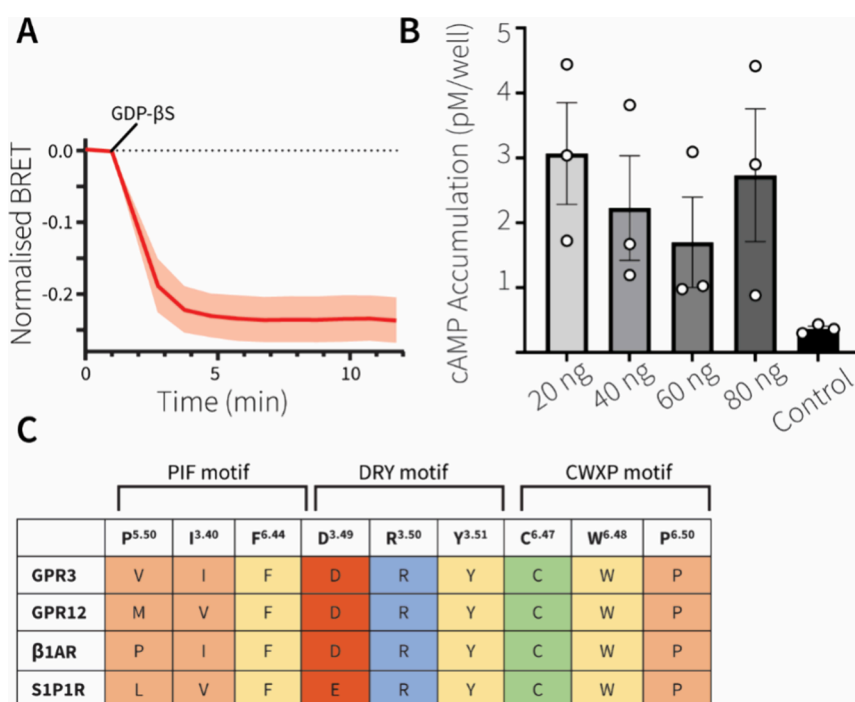 A
GDP-βS
Normalised BRET
0.0
-0.1
-0.2
0
5
10
Time (min)
B
cAMP Accumulation (pM/well)
5
4
3
2
1
20 ng
40 ng
60 ng
80 ng
Control
C
PIF motif DRY motif CWXP motif
P5.50 I3.40 F6.44 D3.49 R3.50 Y3.51 C6.47 W6.48 P6.50
GPR3 V I F D R Y C W P
GPR12 M V F D R Y C W P
β1AR P I F D R Y C W P
S1P1R L V F E R Y C W P